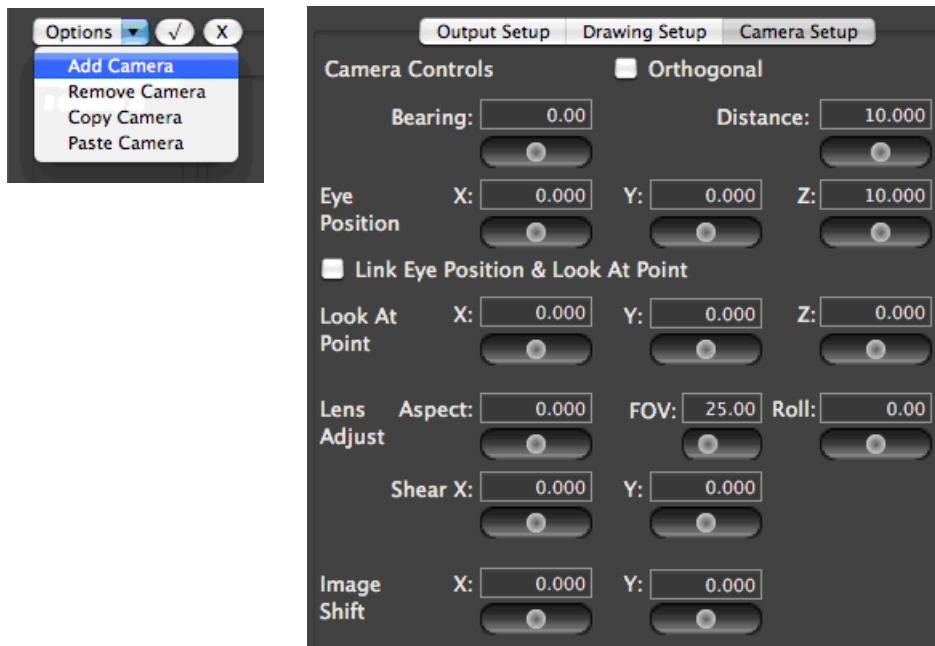 Options √ X
Add Camera
Remove Camera
Copy Camera
Paste Camera
Output Setup Drawing Setup Camera Setup
Camera Controls Orthogonal
Bearing: 0.00 Distance: 10.000
Eye Position X: 0.000 Y: 0.000 Z: 10.000
Link Eye Position & Look At Point
Look At Point X: 0.000 Y: 0.000 Z: 0.000
Lens Adjust Aspect: 0.000 FOV: 25.00 Roll: 0.00
Shear X: 0.000 Y: 0.000
Image Shift X: 0.000 Y: 0.000